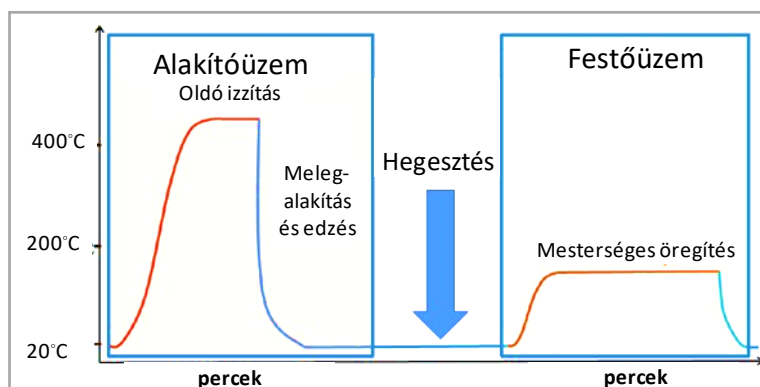 Alakítóüzem
Oldó izzítás
Festőüzem
400°C
Meleg-
alakítás
és edzés
Hegesztés
200°C
Mesterséges öregítés
20°C
percek
percek